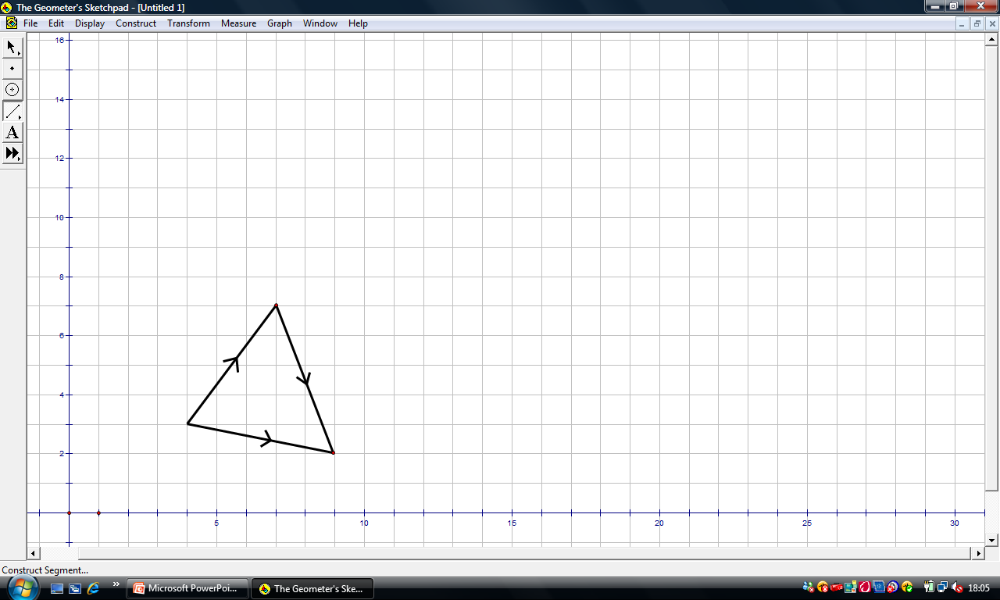 The Geometer's Sketchpad - [Untitled 1]
File Edit Display Construct Transform Measure Graph Window Help
A
16
14
12
10
8
6
4
2
5 10 15 20 25 30
Construct Segment...
Microsoft PowerPoi... The Geometer's Ske... 18:05